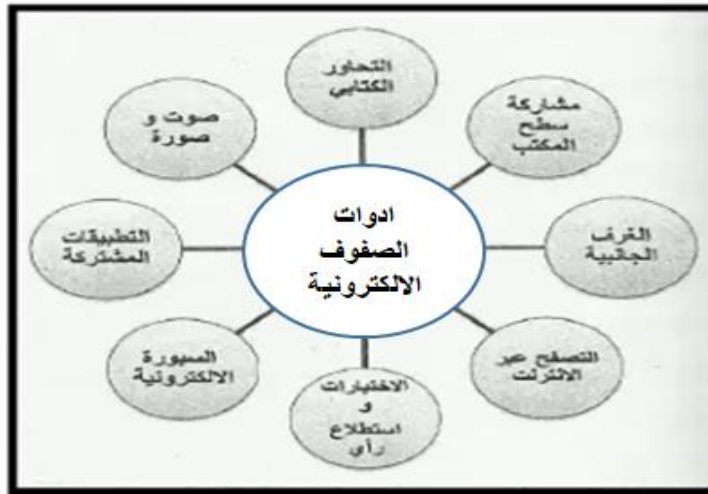 التحاور
الكتابي
مشاركة
سطح
المكتب
صوت و
صورة
ادوات
الصفوف
الالكترونية
الغرف
الجانبية
التطبيقات
المشتركة
التصفح عبر
الانترنت
السبورة
الالكترونية
الاختبارات
و
استطلاع
رأي